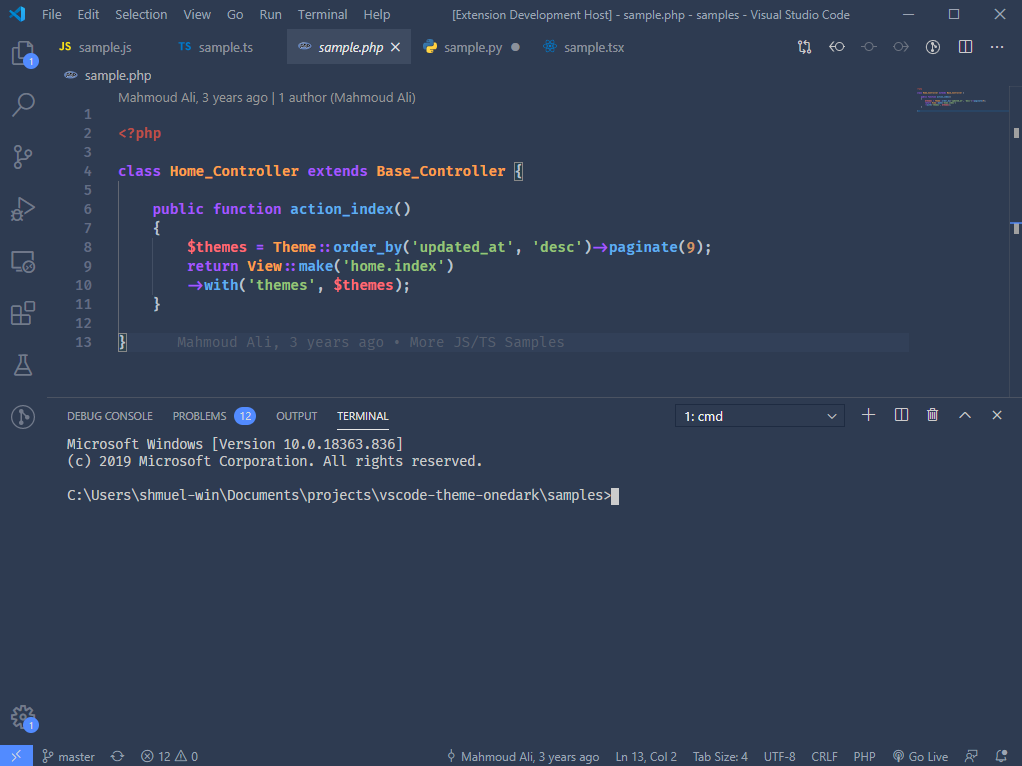 File Edit Selection View Go Run Terminal Help [Extension Development Host] - sample.php - samples - Visual Studio Code
JS sample.js TS sample.ts sample.php sample.py sample.tsx
1
sample.php
Mahmoud Ali, 3 years ago | 1 author (Mahmoud Ali)
1
2 <?php
3
4 class Home_Controller extends Base_Controller {
5
6 public function action_index()
7 {
8 $themes = Theme::order_by('updated_at', 'desc')->paginate(9);
9 return View::make('home.index')
10 ->with('themes', $themes);
11 }
12
13 } Mahmoud Ali, 3 years ago • More JS/TS Samples
DEBUG CONSOLE PROBLEMS 12 OUTPUT TERMINAL 1: cmd
Microsoft Windows [Version 10.0.18363.836]
(c) 2019 Microsoft Corporation. All rights reserved.
C:\Users\shmuel-win\Documents\projects\vscode-theme-onedark\samples>
1
master 12 0 Mahmoud Ali, 3 years ago Ln 13, Col 2 Tab Size: 4 UTF-8 CRLF PHP Go Live